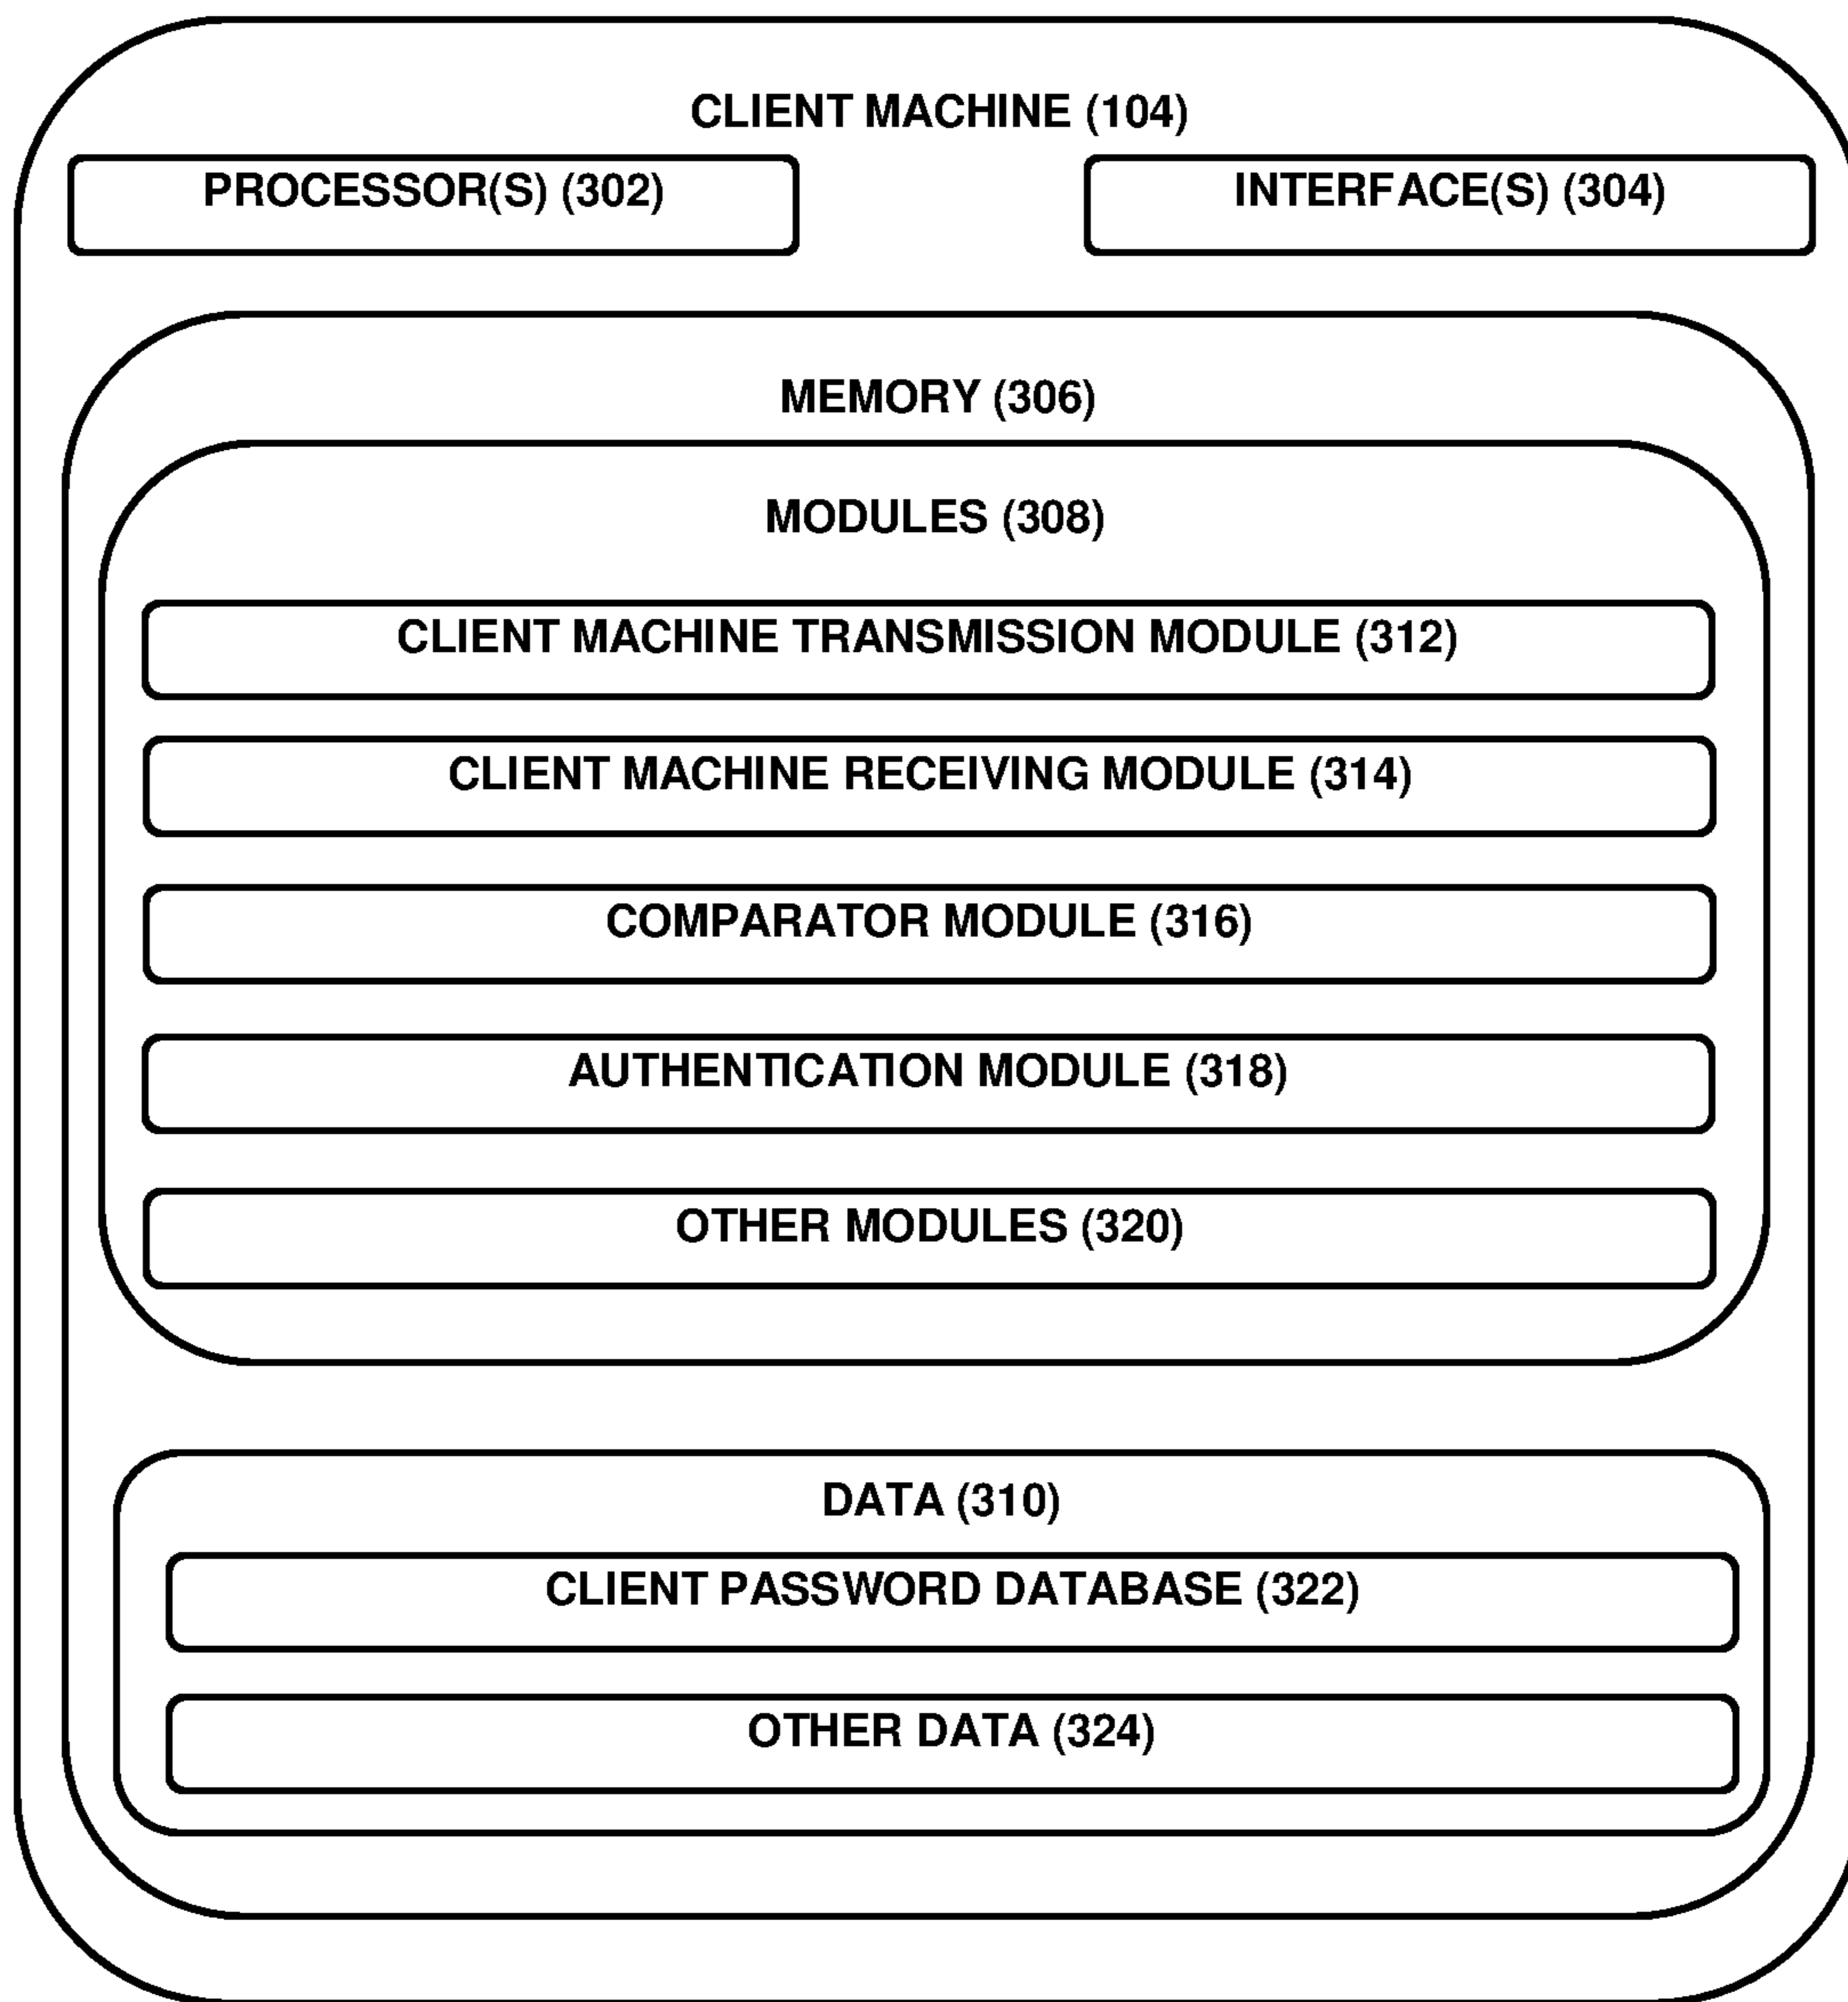 CLIENT MACHINE (104)
PROCESSOR(S) (302)
INTERFACE(S) (304)
MEMORY (306)
MODULES (308)
CLIENT MACHINE TRANSMISSION MODULE (312)
CLIENT MACHINE RECEIVING MODULE (314)
COMPARATOR MODULE (316)
AUTHENTICATION MODULE (318)
OTHER MODULES (320)
DATA (310)
CLIENT PASSWORD DATABASE (322)
OTHER DATA (324)